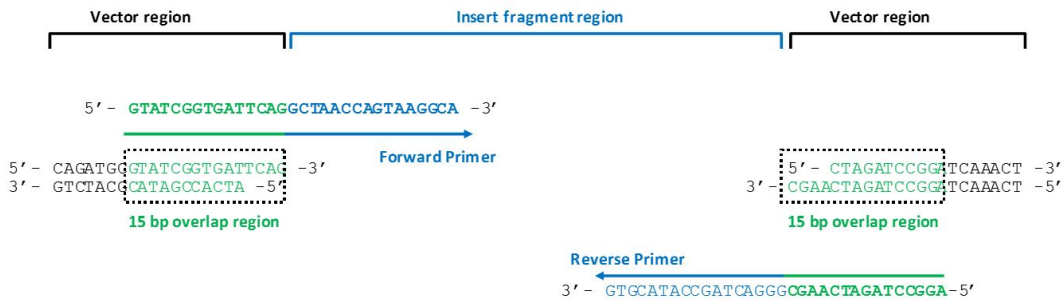 Vector region
Insert fragment region
Vector region
5’- GTATCGGTGATTCAGGCTAACCAGTAAGGCA -3’
Forward Primer
5’- CAGATGCGTATCGGTGATTCAG -3’
3’- GTCTACGCATAGCCACTA -5’
15 bp overlap region
5’- CTAGATCCGGATCAAACT -3’
3’- CGAACTAGATCCGGATCAAACT -5’
15 bp overlap region
Reverse Primer
3’- GTGCATACCGATCAGGGCGAACTAGATCCGGA-5’